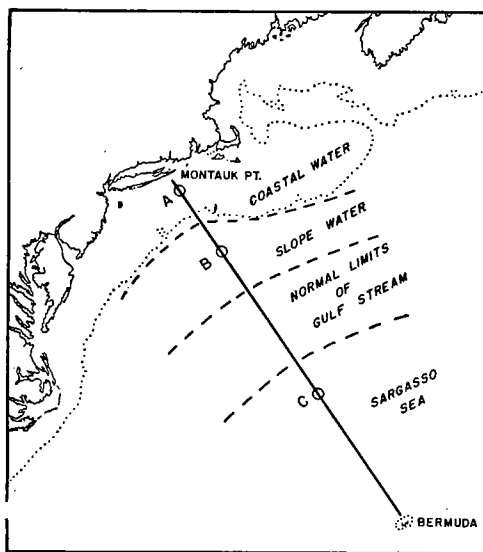 MONTAUK PT.
COASTAL WATER
A
SLOPE WATER
B
NORMAL LIMITS
OF
GULF STREAM
C
SARGASSO
SEA
BERMUDA